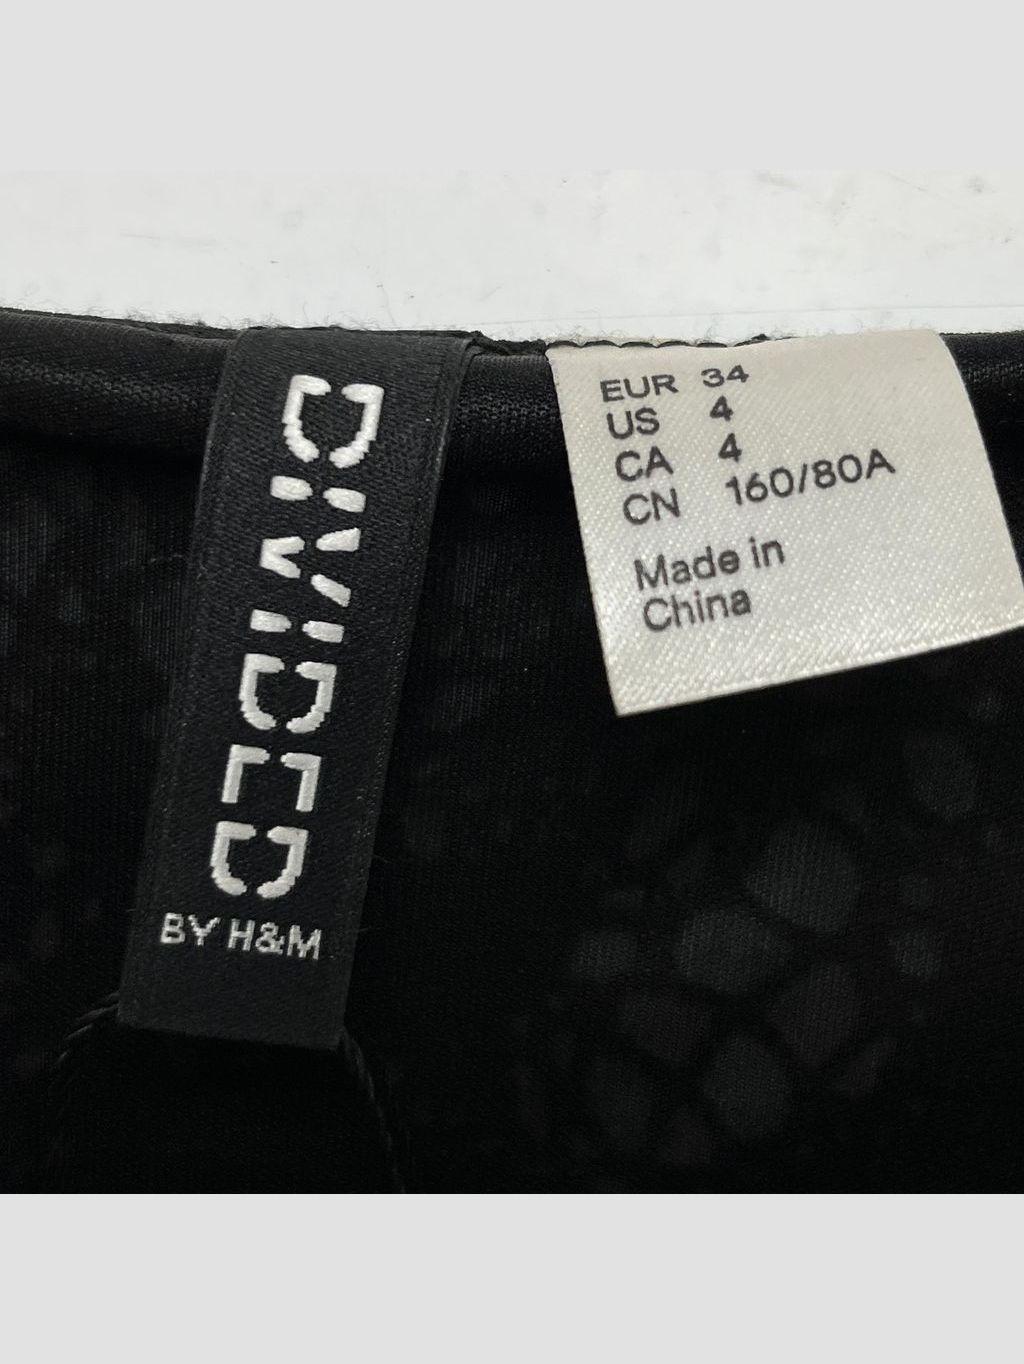 DIVIDED
BY H&M
EUR 34
US 4
CA 4
CN 160/80A
Made in
China